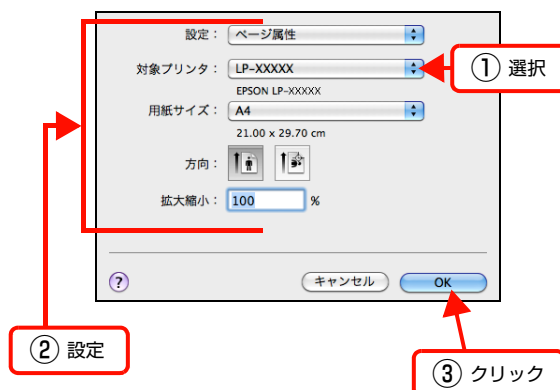 設定： ページ属性
対象プリンタ： LP-XXXXX
① 選択
EPSON LP-XXXXX
用紙サイズ： A4
21.00 x 29.70 cm
方向：
拡大縮小： 100 %
? キャンセル OK
② 設定
③ クリック